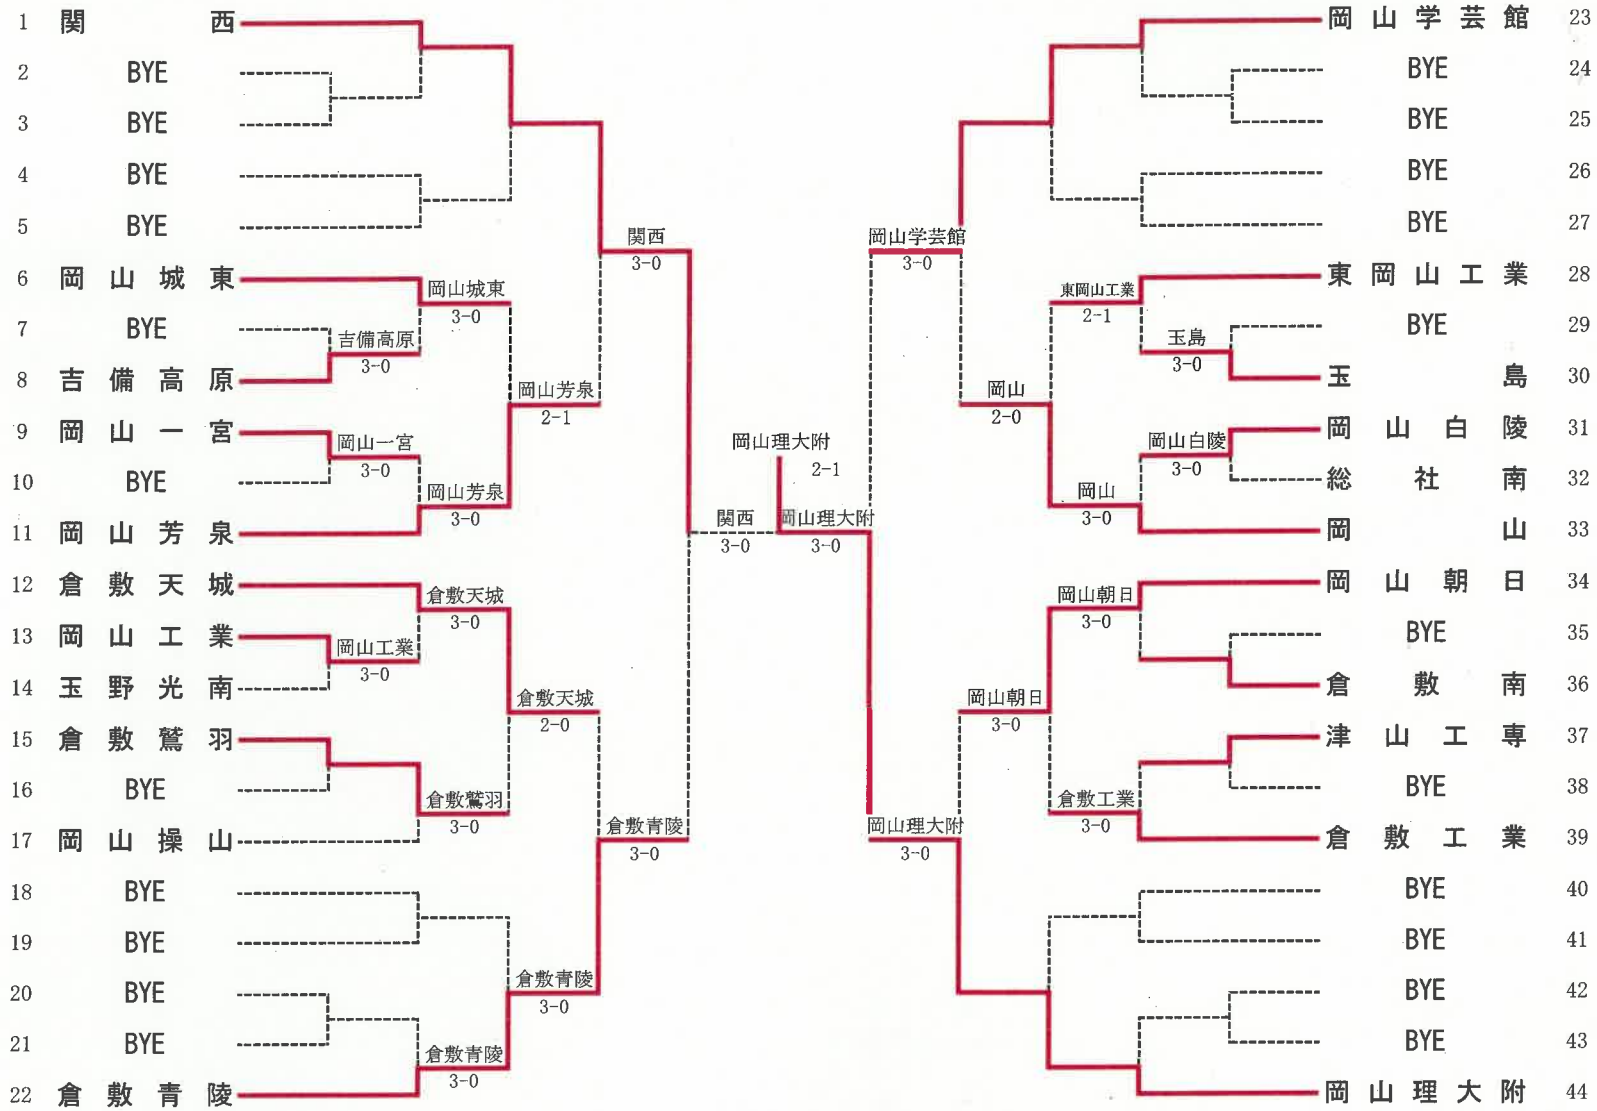 1 関西
2 BYE
3 BYE
4 BYE
5 BYE
6 岡山城東
7 BYE
8 吉備高原
9 岡山一宮
10 BYE
11 岡山芳泉
12 倉敷天城
13 岡山工業
14 玉野光南
15 倉敷鷲羽
16 BYE
17 岡山操山
18 BYE
19 BYE
20 BYE
21 BYE
22 倉敷青陵
吉備高原
3-0
岡山一宮
3-0
岡山工業
3-0
岡山城東
3-0
岡山芳泉
3-0
倉敷天城
3-0
倉敷鷲羽
3-0
倉敷青陵
3-0
岡山芳泉
2-1
倉敷天城
2-0
倉敷青陵
3-0
関西
3-0
倉敷青陵
3-0
関西
3-0
岡山理大附
2-1
岡山理大附
3-0
岡山学芸館
3-0
岡山理大附
3-0
岡山
2-0
岡山朝日
3-0
東岡山工業
2-1
岡山
3-0
岡山朝日
3-0
倉敷工業
3-0
玉島
3-0
岡山白陵
3-0
岡山学芸館 23
BYE 24
BYE 25
BYE 26
BYE 27
東岡山工業 28
BYE 29
玉島 30
岡山白陵 31
総社南 32
岡山 33
岡山朝日 34
BYE 35
倉敷南 36
津山工専 37
BYE 38
倉敷工業 39
BYE 40
BYE 41
BYE 42
BYE 43
岡山理大附 44